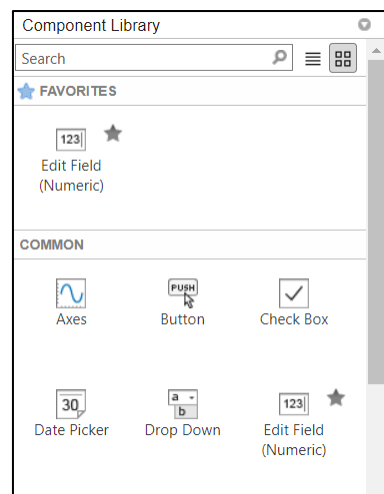 Component Library
Search
FAVORITES
123
Edit Field
(Numeric)
COMMON
PUSH
Axes Button Check Box
30 a b 123
Date Picker Drop Down Edit Field
(Numeric)